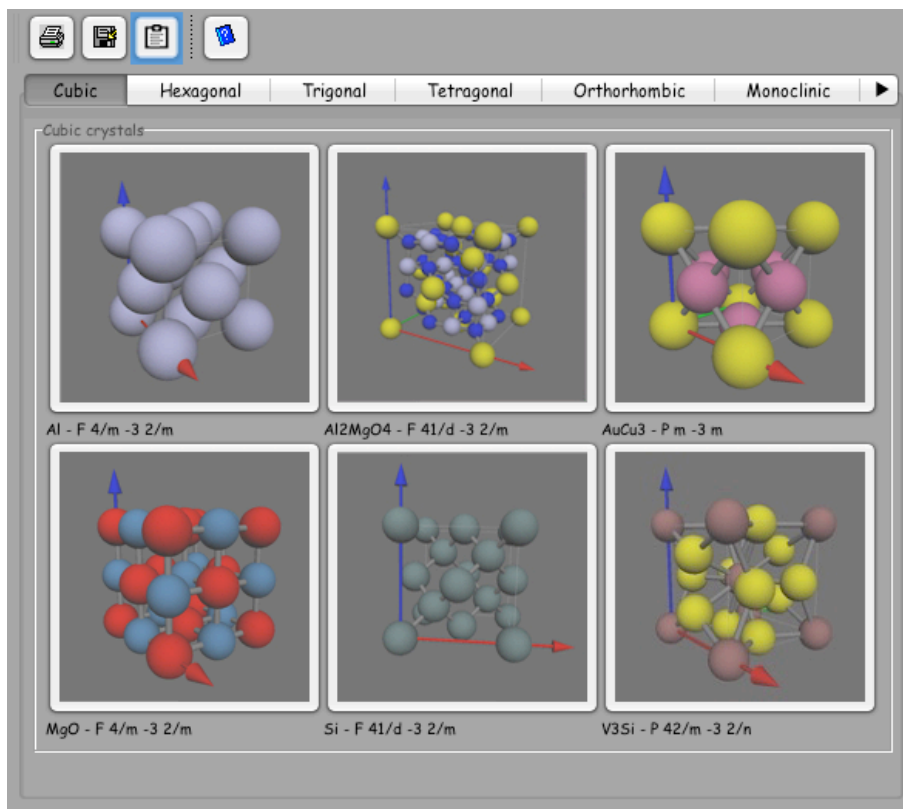 Cubic Hexagonal Trigonal Tetragonal Orthorhombic Monoclinic
Cubic crystals
Al - F 4/m -3 2/m Al2MgO4 - F 41/d -3 2/m AuCu3 - P m -3 m
MgO - F 4/m -3 2/m Si - F 41/d -3 2/m V3Si - P 42/m -3 2/n